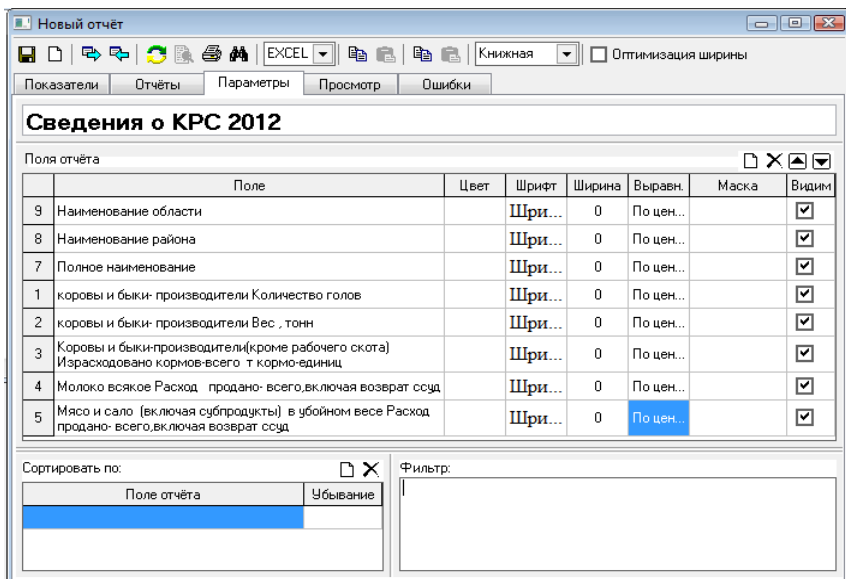 Новый отчёт
EXCEL Книжная Оптимизация ширины
Показатели Отчёты Параметры Просмотр Ошибки
Сведения о КРС 2012
Поля отчёта
Поле Цвет Шрифт Ширина Выравн. Маска Видим
9 Наименование области Шри... 0 По цен...
8 Наименование района Шри... 0 По цен...
7 Полное наименование Шри... 0 По цен...
1 коровы и быки- производители Количество голов Шри... 0 По цен...
2 коровы и быки- производители Вес , тонн Шри... 0 По цен...
3 Коровы и быки-производители(кроме рабочего скота)
Израсходовано кормов-всего т кормо-единиц Шри... 0 По цен...
4 Молоко всякое Расход продано- всего,включая возврат ссуд Шри... 0 По цен...
5 Мясо и сало (включая субпродукты) в убойном весе Расход
продано- всего,включая возврат ссуд Шри... 0 По цен...
Сортировать по: Фильтр:
Поле отчёта Убывание